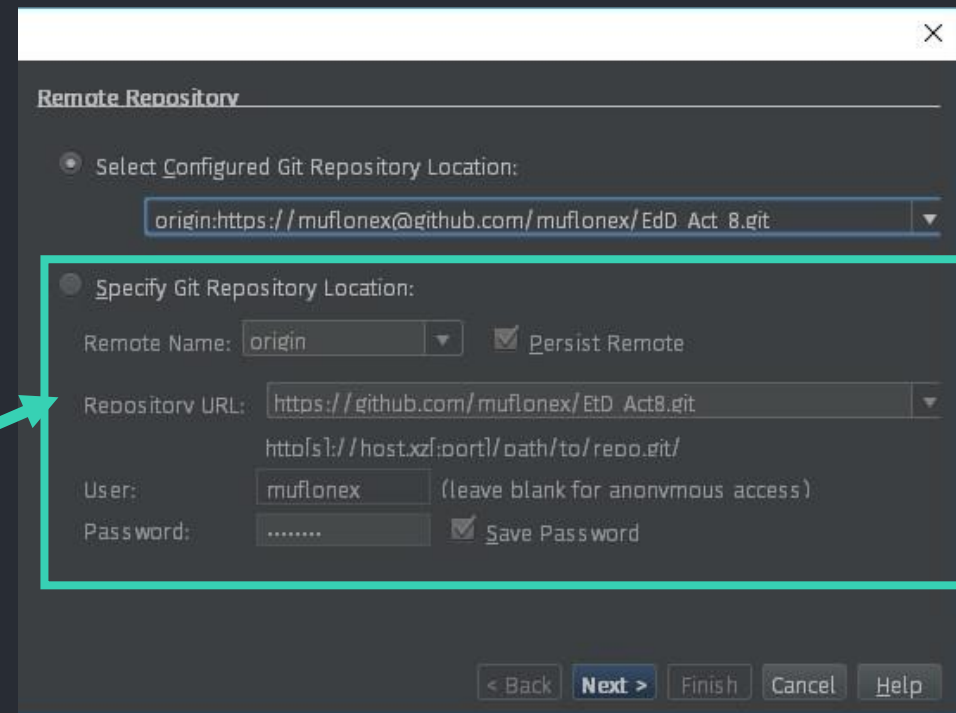 Remote Repository
Select Configured Git Repository Location:
origin:https://muflonex@github.com/muflonex/EdD_Act_8.git
Specify Git Repository Location:
Remote Name: origin Persist Remote
Repository URL: https://github.com/muflonex/EtD_Act8.git
http[s]://host.xz[:port]/path/to/repo.git/
User: muflonex (leave blank for anonymous access)
Password: •••••••• Save Password
< Back Next > Finish Cancel Help